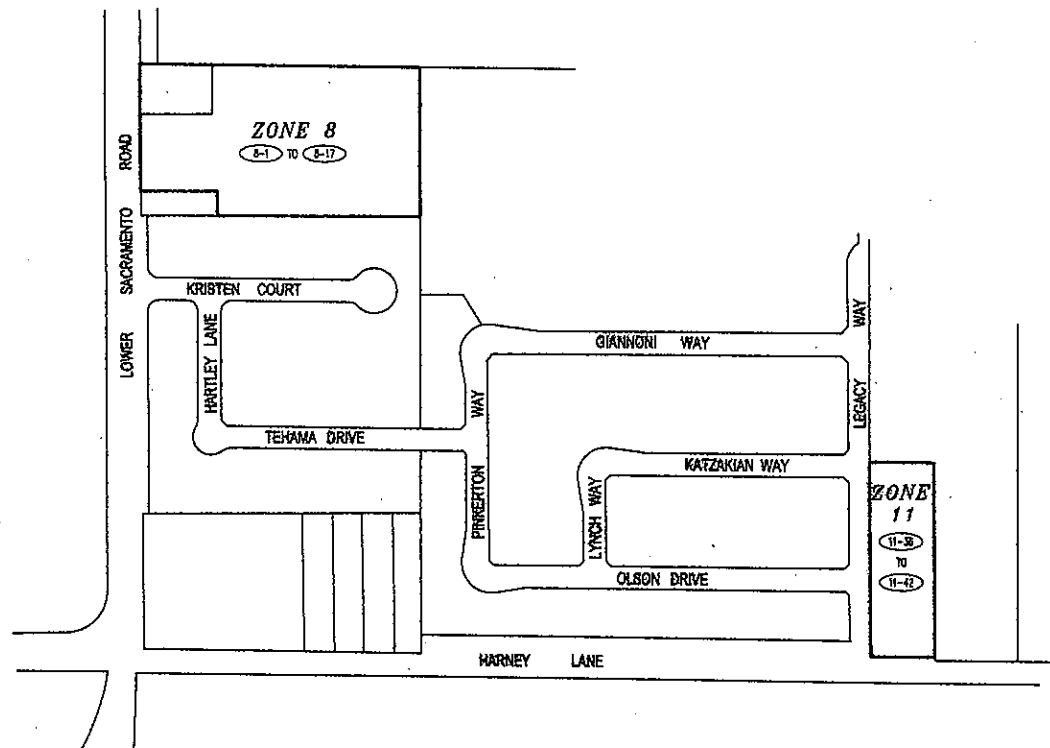 ZONE 8
8-1 TO 8-17
LOWER SACRAMENTO ROAD
KRISTEN COURT
HARTLEY LANE
TEHAMA DRIVE
PINKERTON WAY
GIANNONI WAY
LEGACY WAY
KATZAKIAN WAY
LYNCH WAY
OLSON DRIVE
ZONE
11
11-38
TO
11-42
HARNEY LANE